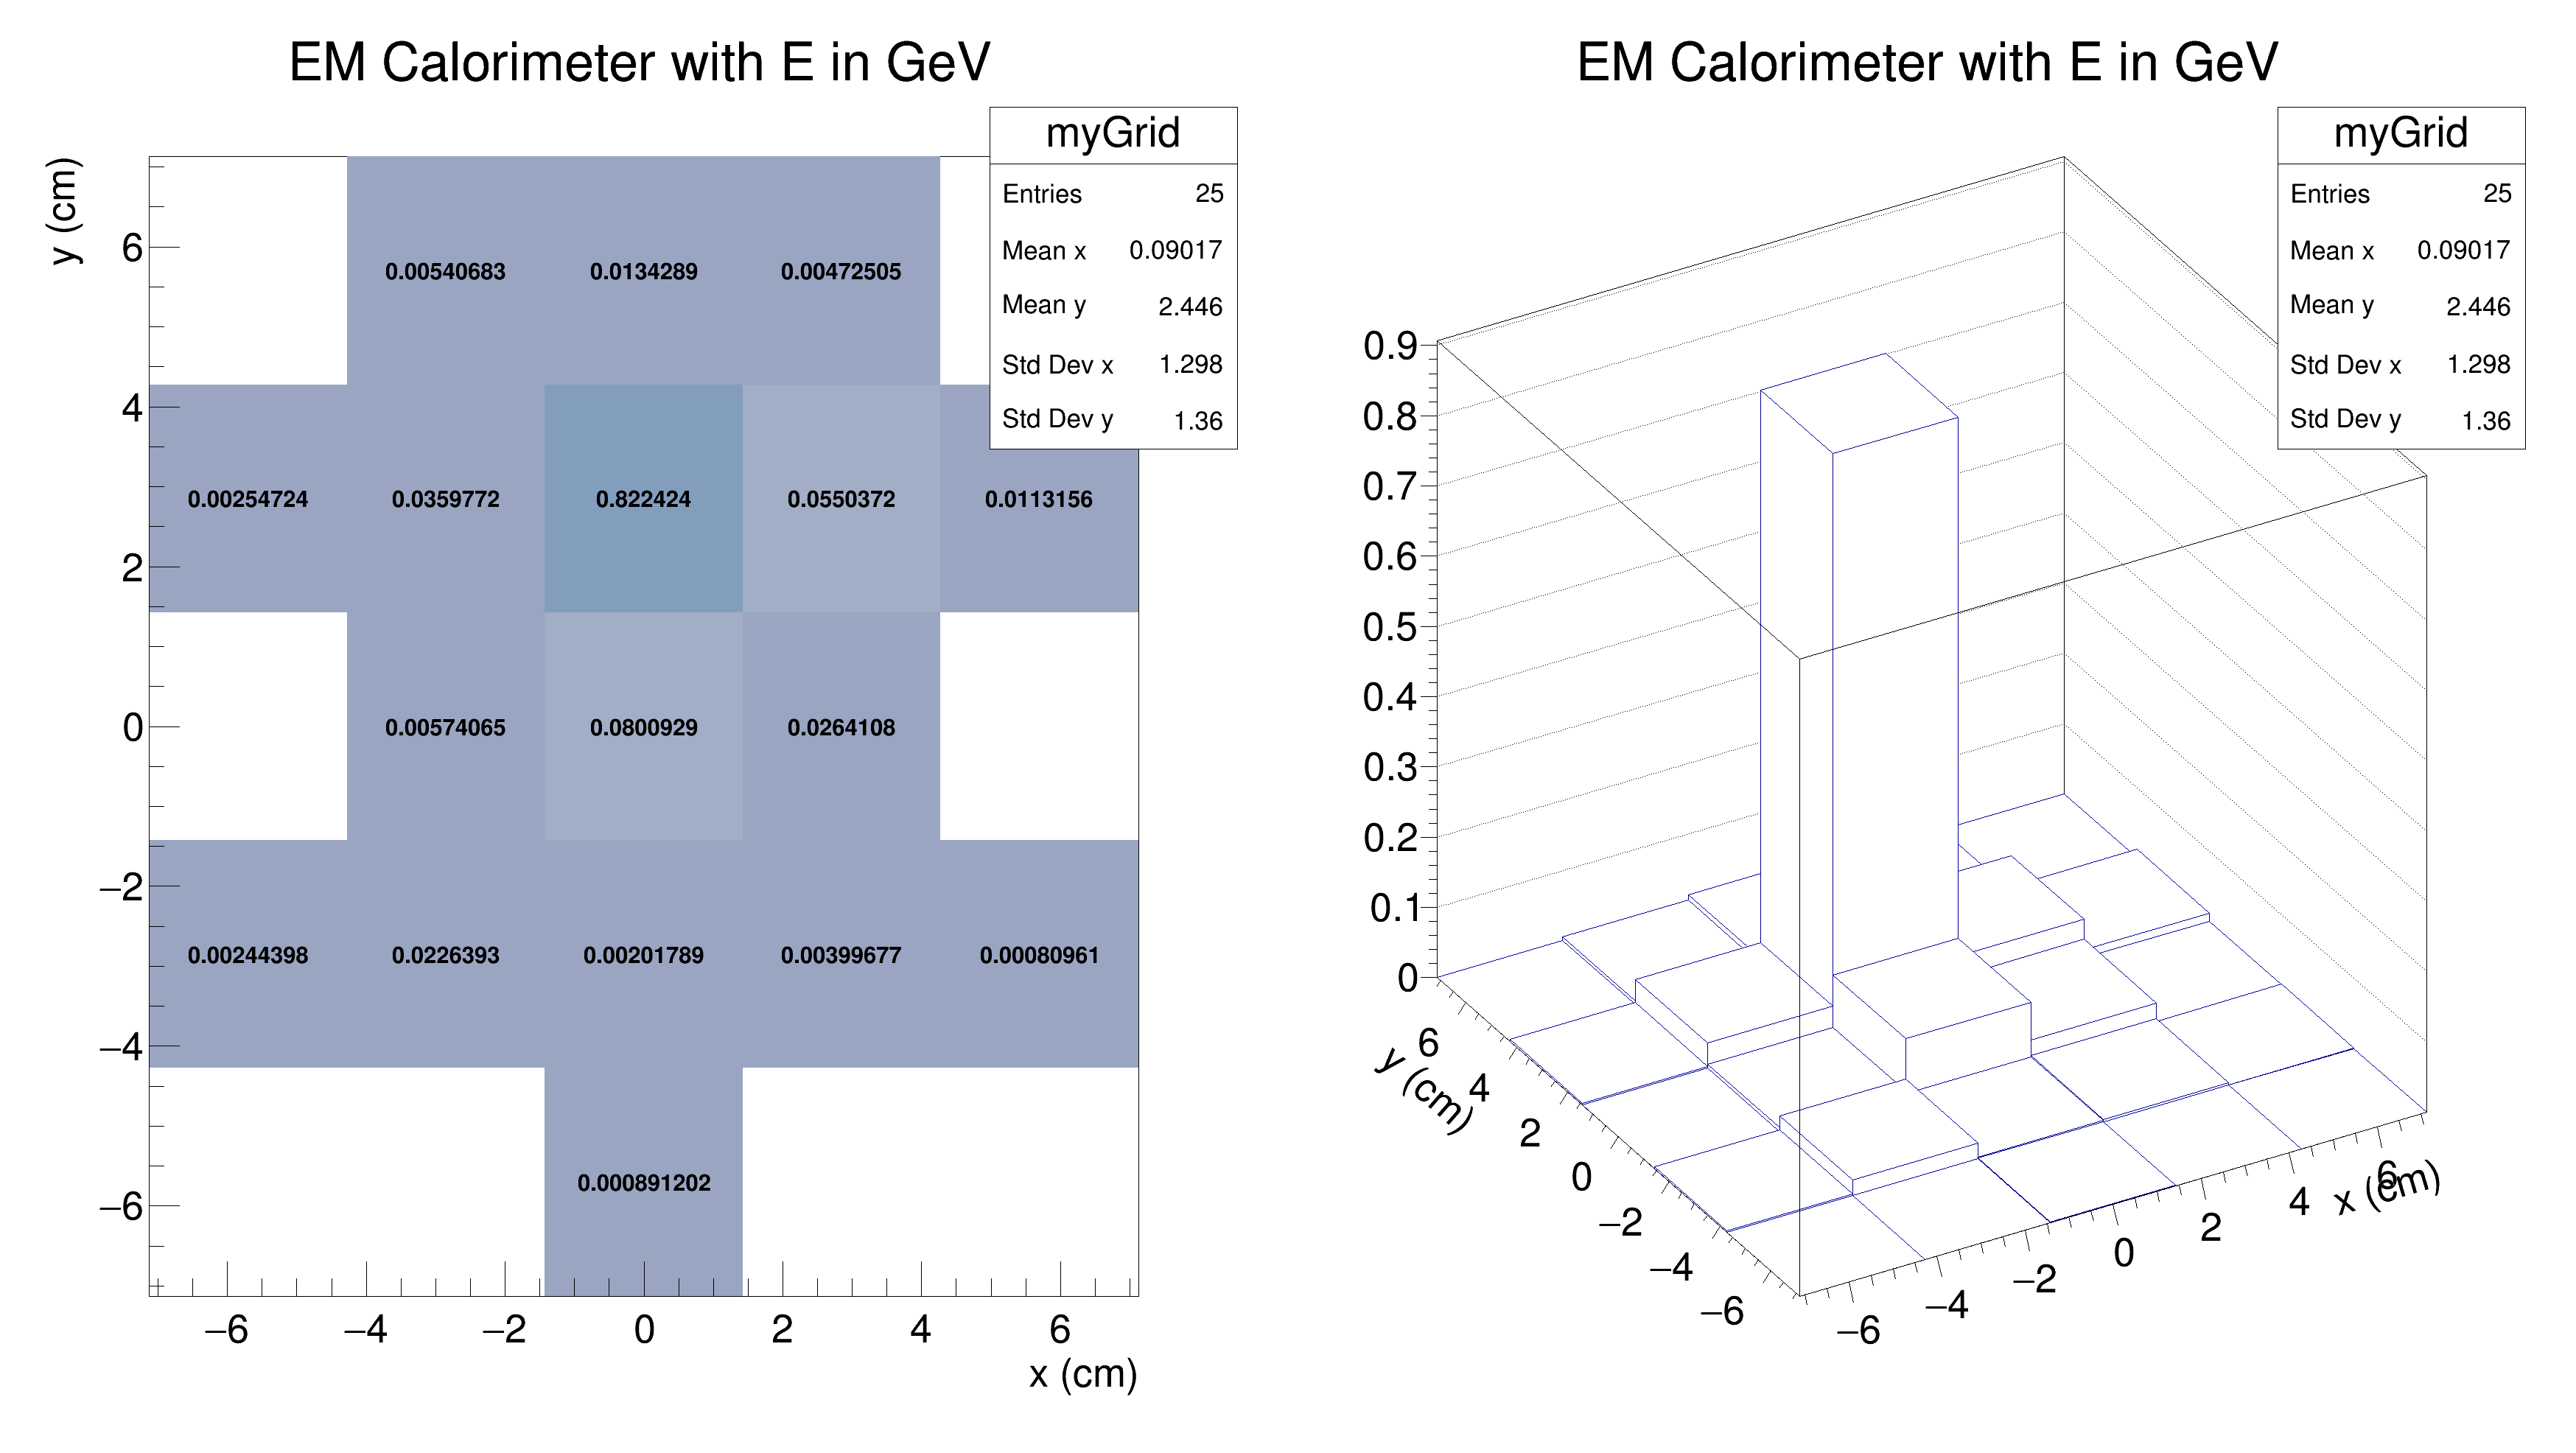 EM Calorimeter with E in GeV
myGrid
Entries 25
Mean x 0.09017
Mean y 2.446
Std Dev x 1.298
Std Dev y 1.36
y (cm)
6
4
2
0
−2
−4
−6
0.00540683 0.0134289 0.00472505
0.00254724 0.0359772 0.822424 0.0550372 0.0113156
0.00574065 0.0800929 0.0264108
0.00244398 0.0226393 0.00201789 0.00399677 0.00080961
0.000891202
−6 −4 −2 0 2 4 6
x (cm)
EM Calorimeter with E in GeV
myGrid
Entries 25
Mean x 0.09017
Mean y 2.446
Std Dev x 1.298
Std Dev y 1.36
0.9
0.8
0.7
0.6
0.5
0.4
0.3
0.2
0.1
0
6
4
2
0
−2
−4
−6
y (cm)
−6
−4
−2
0
2
4
6
x (cm)